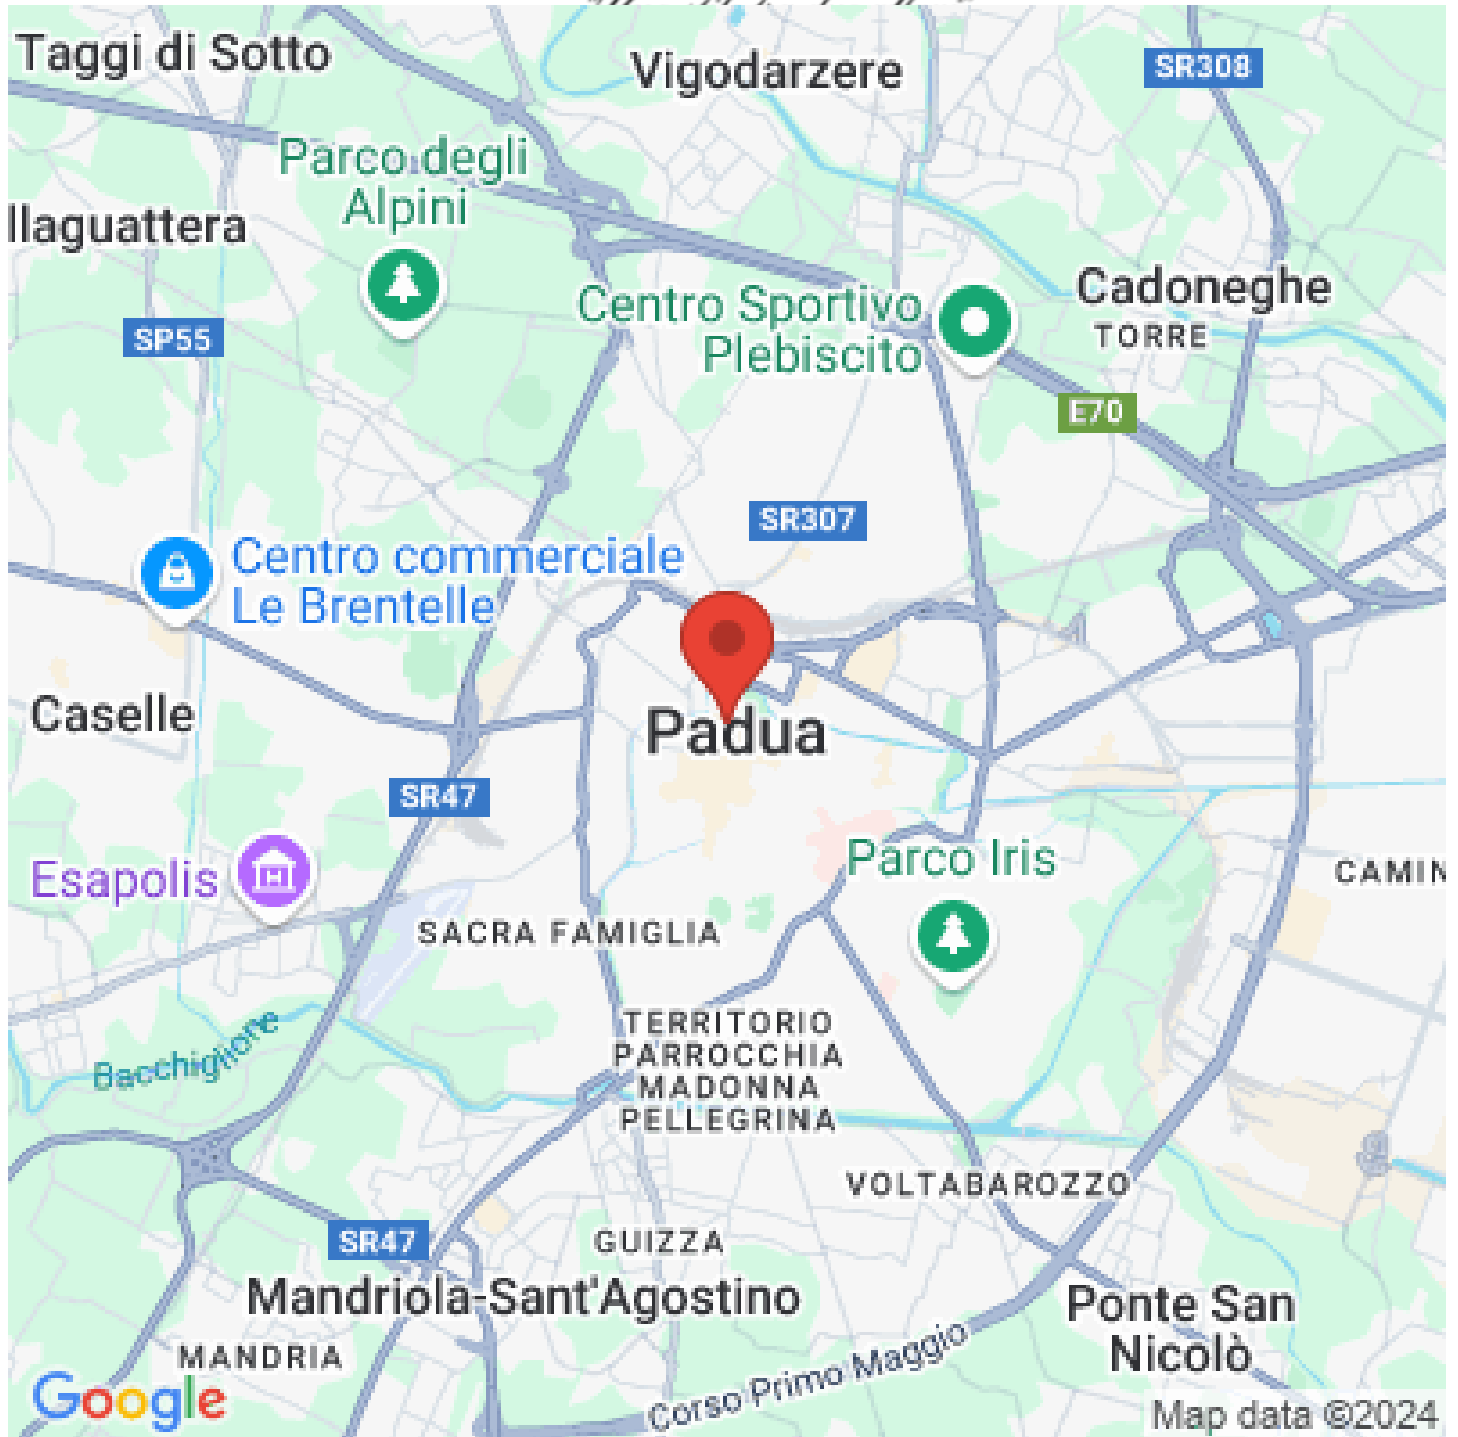 Taggi di Sotto
Vigodarzere
SR308
Parco degli
Alpini
llaguattera
Cadoneghe
TORRE
Centro Sportivo
Plebiscito
SP55
E70
SR307
Centro commerciale
Le Brentelle
Caselle
Padua
SR47
Parco Iris
Esapolis
CAMIN
SACRA FAMIGLIA
TERRITORIO
PARROCCHIA
MADONNA
PELLEGRINA
Bacchiglione
VOLTABAROZZO
SR47
GUIZZA
Mandriola-Sant'Agostino
Ponte San
Nicolò
MANDRIA
Corso Primo Maggio
Google
Map data ©2024